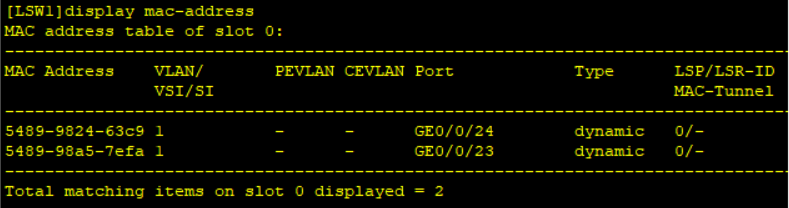 [LSW1]display mac-address
MAC address table of slot 0:
-------------------------------------------------------------------------------
MAC Address    VLAN/       PEVLAN CEVLAN Port            Type      LSP/LSR-ID
               VSI/SI                                              MAC-Tunnel
-------------------------------------------------------------------------------
5489-9824-63c9 1           -      -      GE0/0/24        dynamic   0/-
5489-98a5-7efa 1           -      -      GE0/0/23        dynamic   0/-
-------------------------------------------------------------------------------
Total matching items on slot 0 displayed = 2